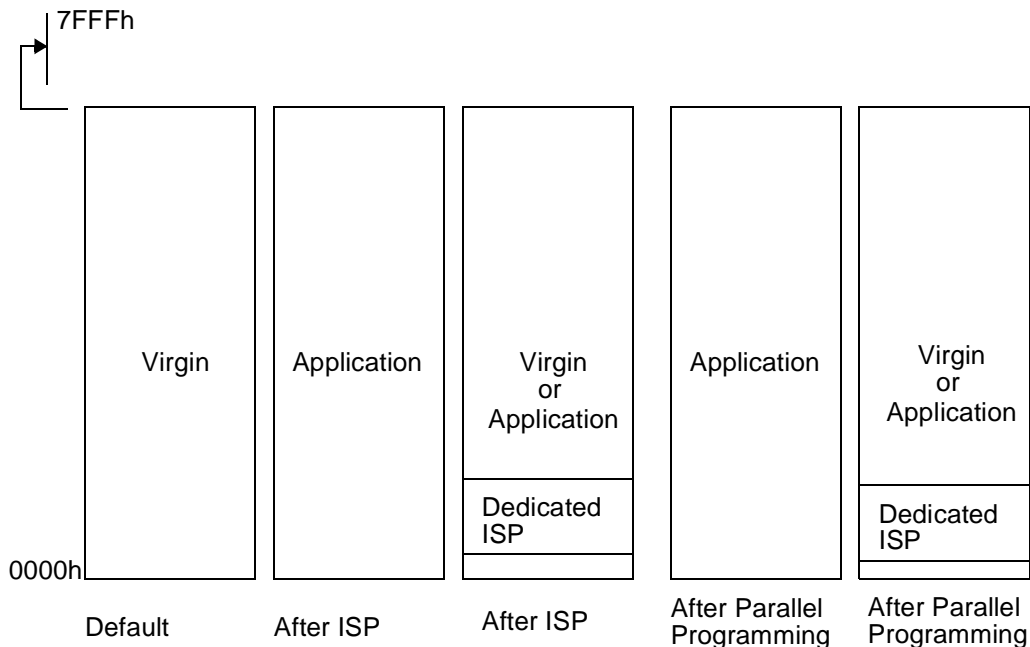 7FFFh
Virgin
Application
Virgin
or
Application
Application
Virgin
or
Application
Dedicated
ISP
Dedicated
ISP
0000h
Default
After ISP
After ISP
After Parallel
Programming
After Parallel
Programming